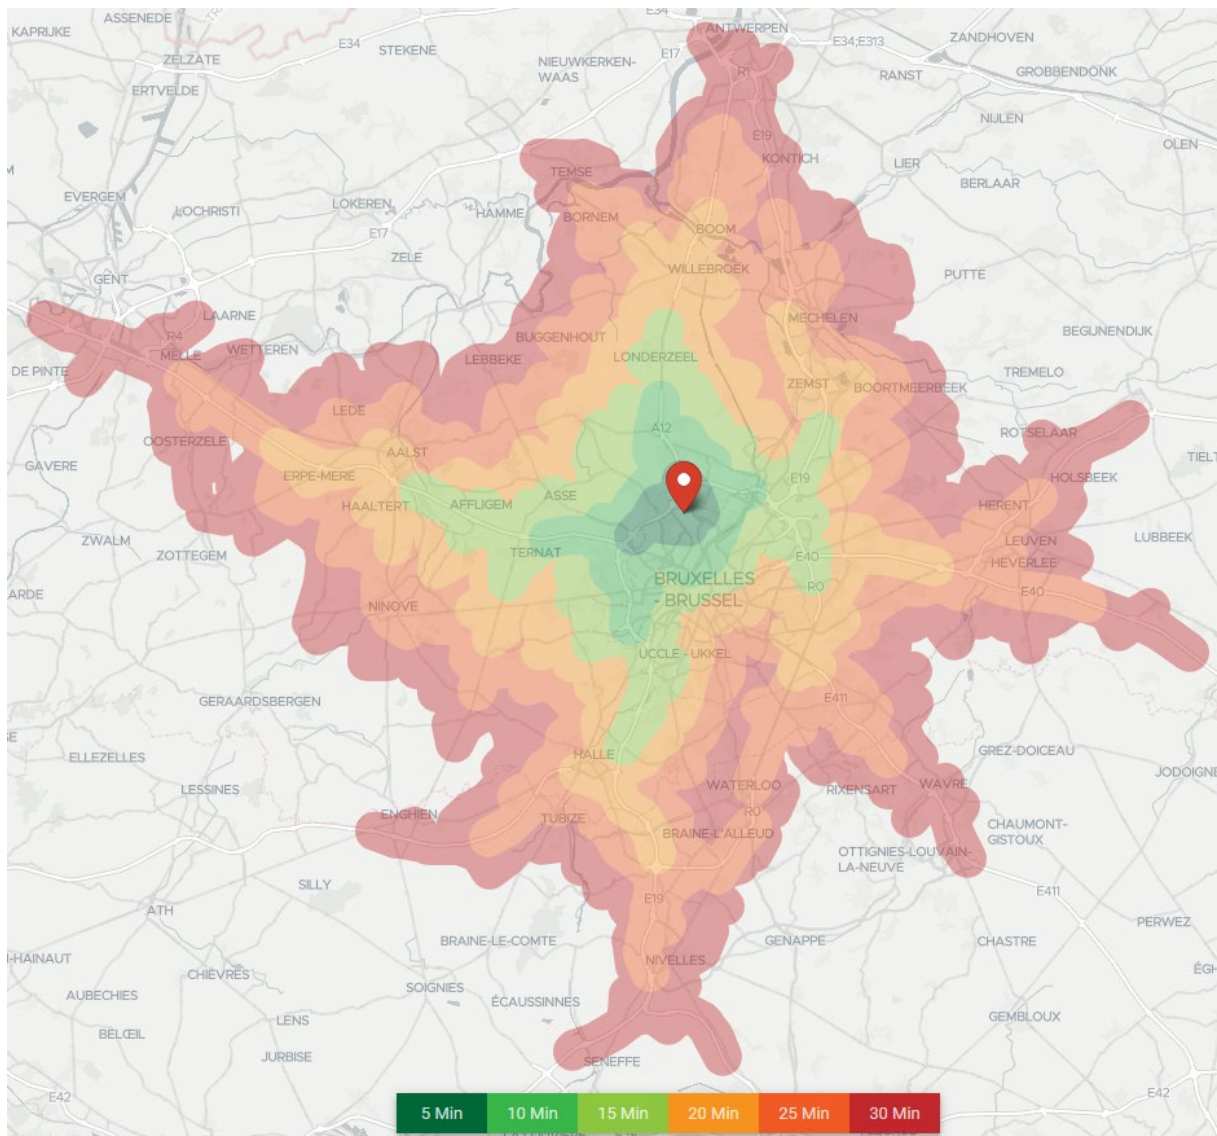 ASSENEDE
E34
ANTWERPEN
KAPRIJKE
E34
STEKENE
E17
E34;E313
ZANDHOVEN
ZELZATE
NIEUWKERKEN-
WAAS
R1
RANST
GROBBENDONK
ERTVELDE
NIJLEN
E19
OLEN
KONTICH
LIER
TEMSE
BERLAAR
EVERGEM
LOCHRISTI
LOKEREN
HAMME
BORNEM
E17
BOOM
ZELE
WILLEBROEK
PUTTE
GENT
LAARNE
MECHELEN
R4
BUGGENHOUT
BEGIJNENDIJK
MELLE
WETTEREN
LEBBEKE
LONDERZEEL
DE PINTE
TREMELO
ZEMST
BOORTMEERBEEK
LEDE
A12
ROTSELAAR
OOSTERZELE
AALST
GAVERE
TIELT
ERPE-MERE
E19
HOLSBEEK
HAALTERT
AFFLIGEM
ASSE
HERENT
ZWALM
LEUVEN
LUBBEEK
ZOTTEGEM
TERNAT
E40
HEVERLEE
BRUXELLES
- BRUSSEL
R0
E40
ARDE
NINOVE
UCCLE - UKKEL
GERAARDSBERGEN
E411
ELLEZELLES
HALLE
GREZ-DOICEAU
JODOIGNE
LESSINES
WATERLOO
RIXENSART
WAVRE
ENGHIEN
TUBIZE
R0
BRAINE-L'ALLEUD
CHAUMONT-
GISTOUX
OTTIGNIES-LOUVAIN-
LA-NEUVE
SILLY
E19
E411
ATH
BRAINE-LE-COMTE
GENAPPE
CHASTRE
PERWEZ
-HAINAUT
NIVELLES
CHIÈVRES
ÉGH
AUBECHIES
SOIGNIES
ÉCAUSSINNES
LENS
GEMBLOUX
BELŒIL
JURBISE
SENEFFE
E42
E42
5 Min
10 Min
15 Min
20 Min
25 Min
30 Min